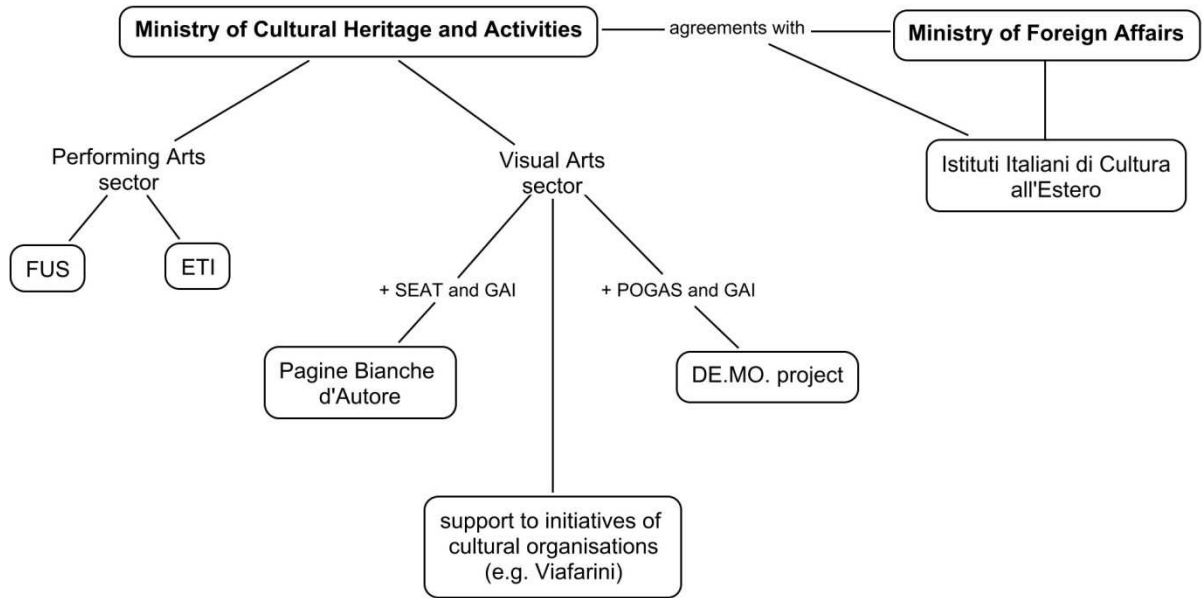 Ministry of Cultural Heritage and Activities
agreements with
Ministry of Foreign Affairs
Performing Arts
sector
Visual Arts
sector
Istituti Italiani di Cultura
all'Estero
FUS
ETI
+ SEAT and GAI
+ POGAS and GAI
Pagine Bianche
d'Autore
DE.MO. project
support to initiatives of
cultural organisations
(e.g. Viafarini)